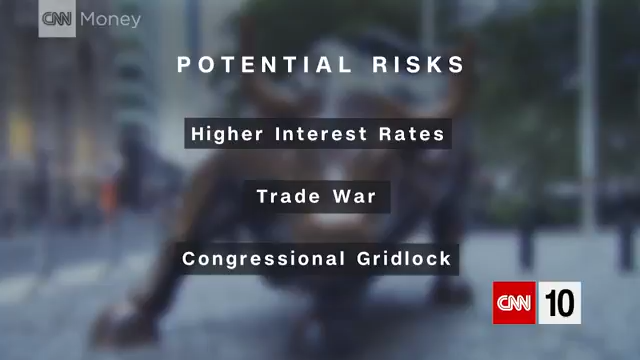 CNN Money
POTENTIAL RISKS
Higher Interest Rates
Trade War
Congressional Gridlock
CNN 10